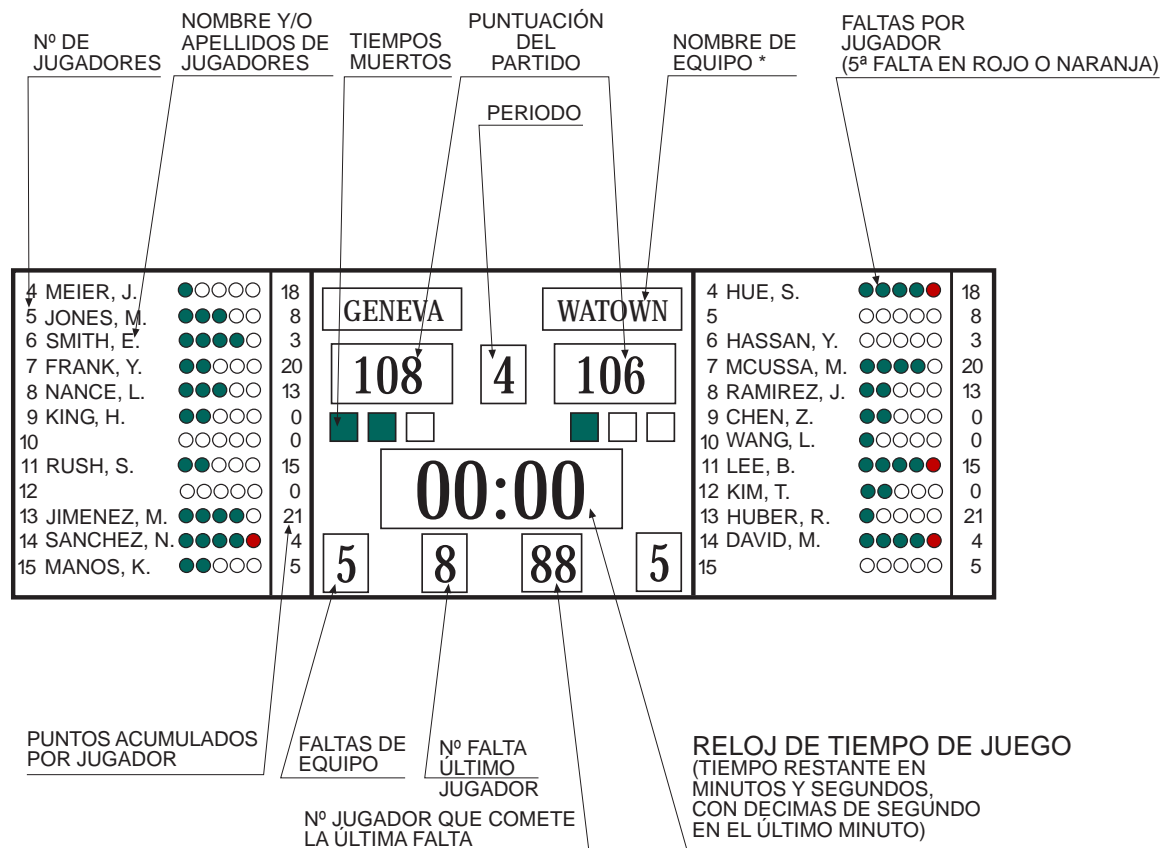 Nº DE
JUGADORES
NOMBRE Y/O
APELLIDOS DE
JUGADORES
TIEMPOS
MUERTOS
PUNTUACIÓN
DEL
PARTIDO
PERIODO
NOMBRE DE
EQUIPO *
FALTAS POR
JUGADOR
(5ª FALTA EN ROJO O NARANJA)
4 MEIER, J. 18
5 JONES, M. 8
6 SMITH, E. 3
7 FRANK, Y. 20
8 NANCE, L. 13
9 KING, H. 0
10 0
11 RUSH, S. 15
12 0
13 JIMENEZ, M. 21
14 SANCHEZ, N. 4
15 MANOS, K. 5
GENEVA WATOWN
108 4 106
00:00
5 8 88 5
4 HUE, S. 18
5 8
6 HASSAN, Y. 3
7 MCUSSA, M. 20
8 RAMIREZ, J. 13
9 CHEN, Z. 0
10 WANG, L. 0
11 LEE, B. 15
12 KIM, T. 0
13 HUBER, R. 21
14 DAVID, M. 4
15 5
PUNTOS ACUMULADOS
POR JUGADOR
FALTAS DE
EQUIPO
Nº FALTA
ÚLTIMO
JUGADOR
Nº JUGADOR QUE COMETE
LA ÚLTIMA FALTA
RELOJ DE TIEMPO DE JUEGO
(TIEMPO RESTANTE EN
MINUTOS Y SEGUNDOS,
CON DECIMAS DE SEGUNDO
EN EL ÚLTIMO MINUTO)